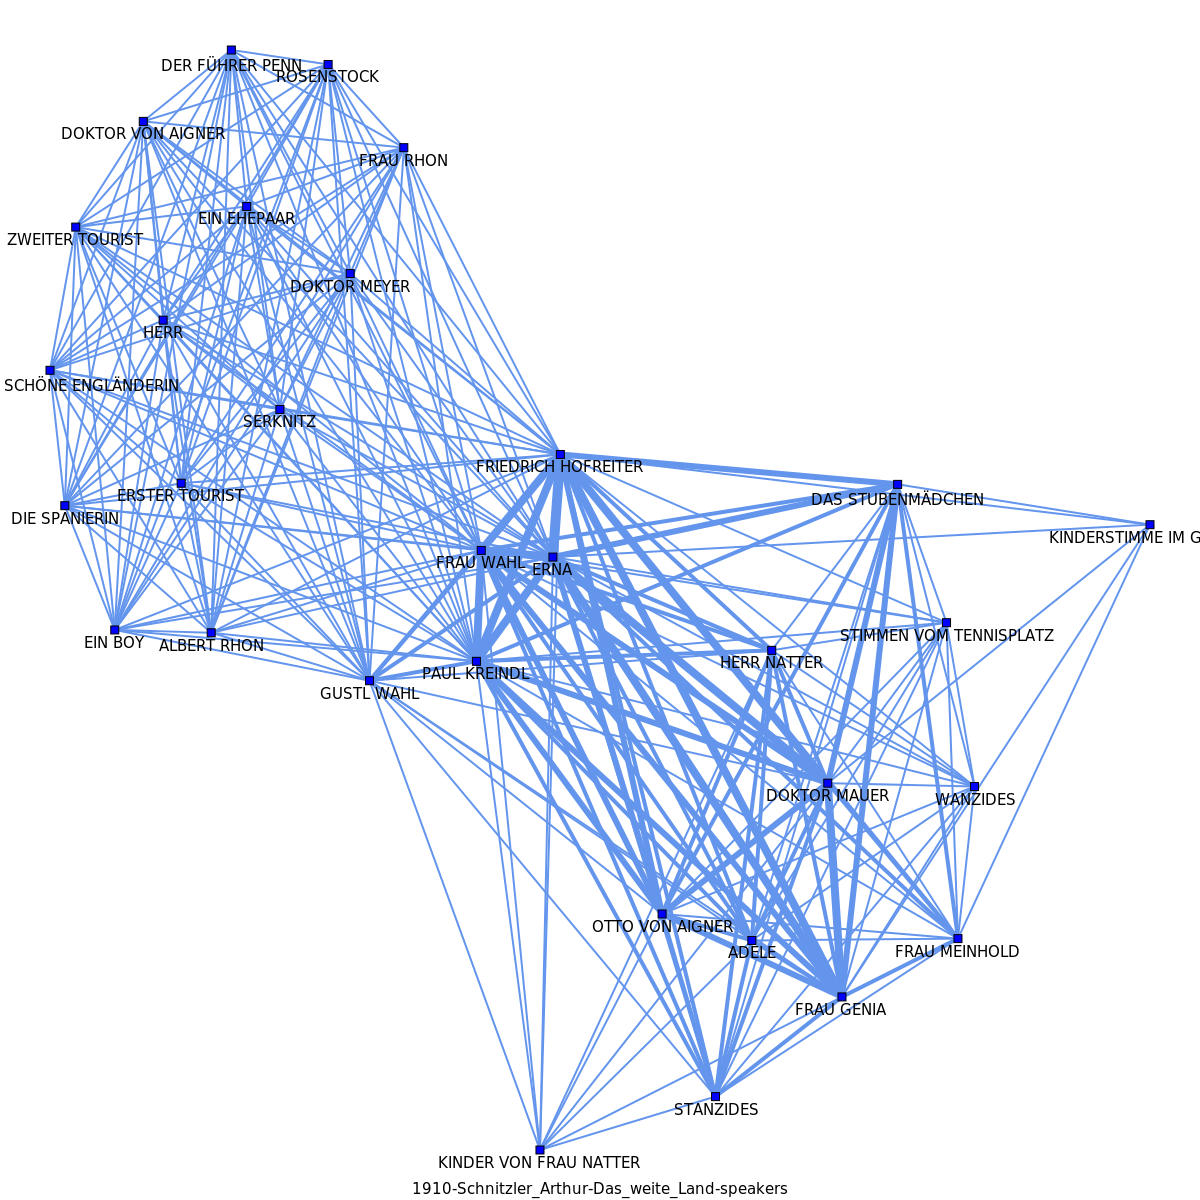 DER FÜHRER PENN
ROSENSTOCK
DOKTOR VON AIGNER
FRAU RHON
EIN EHEPAAR
ZWEITER TOURIST
DOKTOR MEYER
HERR
SCHÖNE ENGLÄNDERIN
SERKNITZ
FRIEDRICH HOFREITER
ERSTER TOURIST
DAS STUBENMÄDCHEN
DIE SPANIERIN
KINDERSTIMME IM G
FRAU WAHL
ERNA
STIMMEN VOM TENNISPLATZ
EIN BOY
ALBERT RHON
HERR NATTER
PAUL KREINDL
GUSTL WAHL
DOKTOR MAUER
WANZIDES
OTTO VON AIGNER
ADELE
FRAU MEINHOLD
FRAU GENIA
STANZIDES
KINDER VON FRAU NATTER
1910-Schnitzler_Arthur-Das_weite_Land-speakers